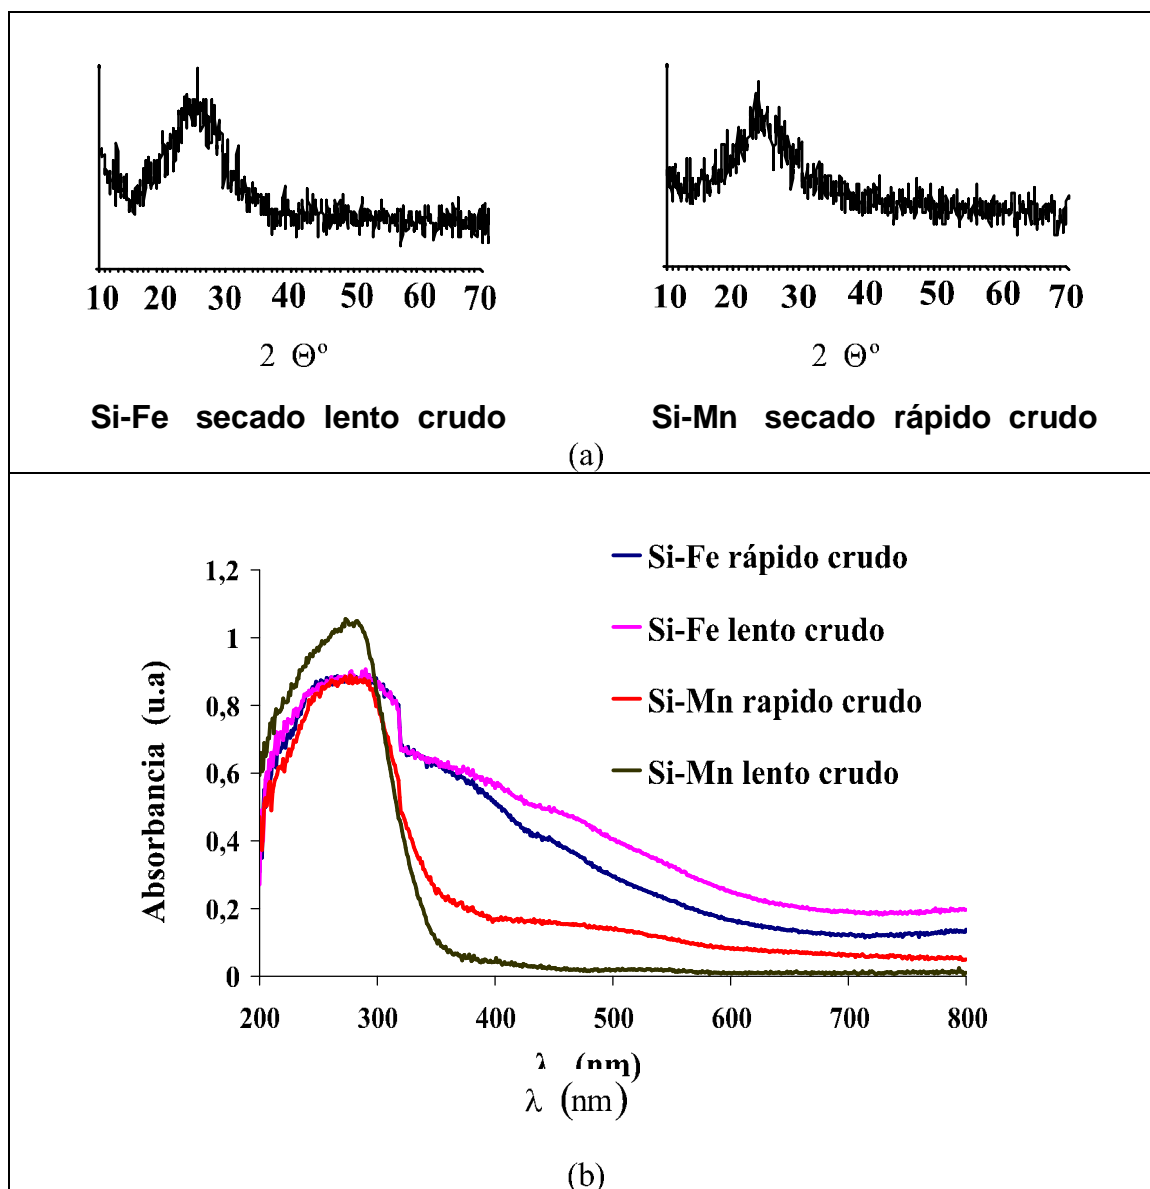 10 20 30 40 50 60 70
2 Θº
Si-Fe secado lento crudo
10 20 30 40 50 60 70
2 Θº
Si-Mn secado rápido crudo
(a)
Si-Fe rápido crudo
Si-Fe lento crudo
Si-Mn rapido crudo
Si-Mn lento crudo
Absorbancia (u.a)
1,2
1
0,8
0,6
0,4
0,2
0
200 300 400 500 600 700 800
λ (nm)
λ (nm)
(b)